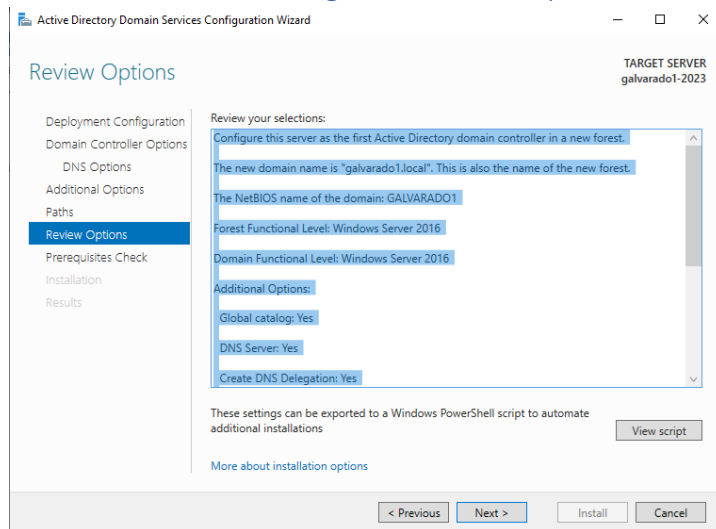 Active Directory Domain Services Configuration Wizard
Review Options
TARGET SERVER
galvarado1-2023
Deployment Configuration
Domain Controller Options
DNS Options
Additional Options
Paths
Review Options
Prerequisites Check
Installation
Results
Review your selections:
Configure this server as the first Active Directory domain controller in a new forest.
The new domain name is "galvarado1.local". This is also the name of the new forest.
The NetBIOS name of the domain: GALVARADO1
Forest Functional Level: Windows Server 2016
Domain Functional Level: Windows Server 2016
Additional Options:
Global catalog: Yes
DNS Server: Yes
Create DNS Delegation: Yes
These settings can be exported to a Windows PowerShell script to automate
additional installations
View script
More about installation options
< Previous
Next >
Install
Cancel